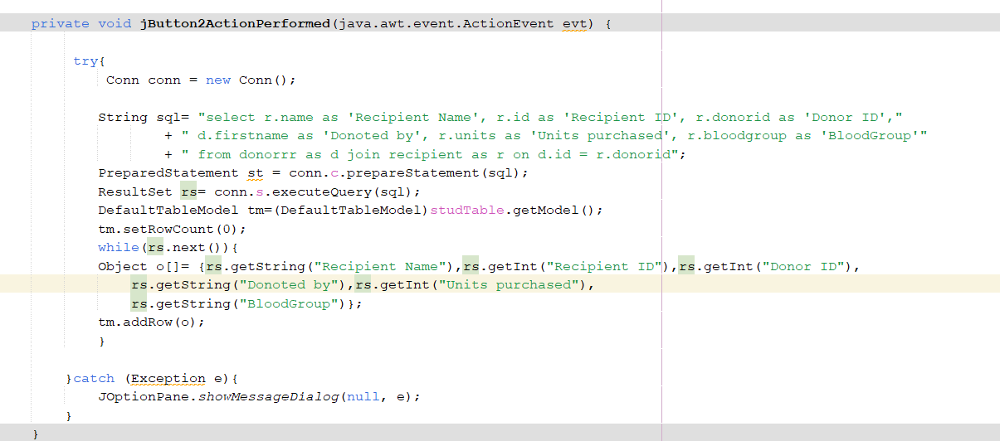 private void jButton2ActionPerformed(java.awt.event.ActionEvent evt) {
try{
Conn conn = new Conn();
String sql= "select r.name as 'Recipient Name', r.id as 'Recipient ID', r.donorid as 'Donor ID',"
+ " d.firstname as 'Donoted by', r.units as 'Units purchased', r.bloodgroup as 'BloodGroup'"
+ " from donorrr as d join recipient as r on d.id = r.donorid";
PreparedStatement st = conn.c.prepareStatement(sql);
ResultSet rs= conn.s.executeQuery(sql);
DefaultTableModel tm=(DefaultTableModel)studTable.getModel();
tm.setRowCount(0);
while(rs.next()){
Object o[]= {rs.getString("Recipient Name"),rs.getInt("Recipient ID"),rs.getInt("Donor ID"),
rs.getString("Donoted by"),rs.getInt("Units purchased"),
rs.getString("BloodGroup")};
tm.addRow(o);
}
}catch (Exception e){
JOptionPane.showMessageDialog(null, e);
}
}